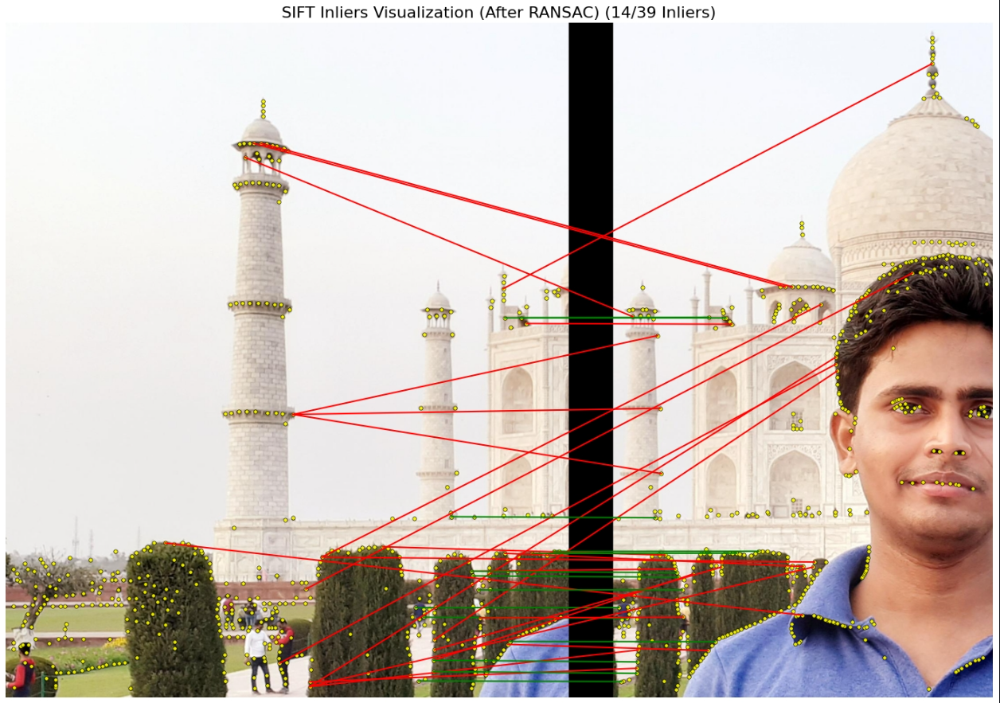 SIFT Inliers Visualization (After RANSAC) (14/39 Inliers)